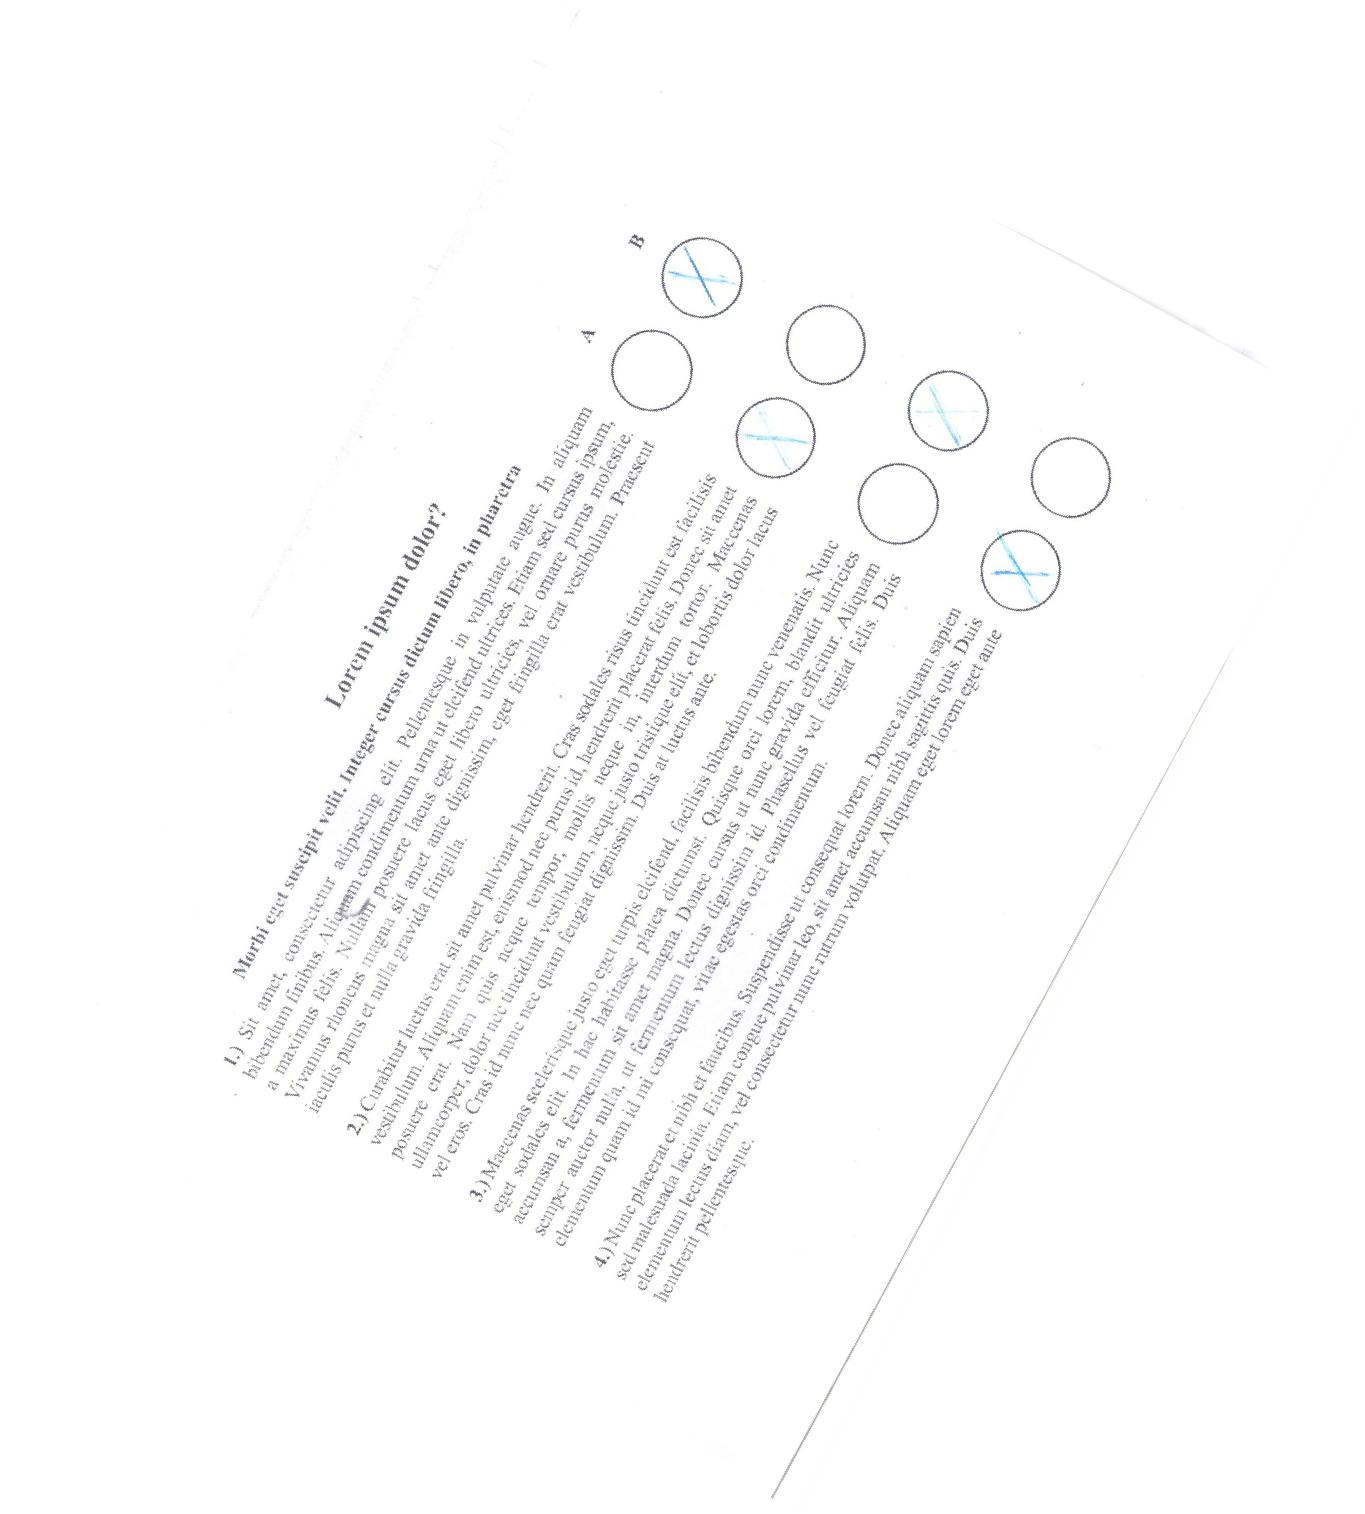 Lorem ipsum dolor?
Morbi eget suscipit velit. Integer cursus dictum libero, in pharetra
A B
1.) Sit amet, consectetur adipiscing elit. Pellentesque in vulputate augue. In aliquam
bibendum finibus. Aliquam condimentum urna ut eleifend ultrices. Etiam sed cursus ipsum,
a maximus felis. Nullam posuere lacus eget libero ultricies, vel ornare purus molestie.
Vivamus rhoncus magna sit amet ante dignissim, eget fringilla erat vestibulum. Praesent
iaculis purus et nulla gravida fringilla.
2.) Curabitur luctus erat sit amet pulvinar hendrerit. Cras sodales risus tincidunt est facilisis
vestibulum. Aliquam enim est, euismod nec purus id, hendrerit placerat felis. Donec sit amet
posuere erat. Nam quis neque tempor, mollis neque in, interdum tortor. Maecenas
ullamcorper, dolor nec tincidunt vestibulum, neque justo tristique elit, et lobortis dolor lacus
vel eros. Cras id nunc nec quam feugiat dignissim. Duis at luctus ante.
3.) Maecenas scelerisque justo eget turpis eleifend, facilisis bibendum nunc venenatis. Nunc
eget sodales elit. In hac habitasse platea dictumst. Quisque orci lorem, blandit ultricies
accumsan a, fermentum sit amet magna. Donec cursus ut nunc gravida efficitur. Aliquam
semper auctor nulla, ut fermentum lectus dignissim id. Phasellus vel feugiat felis. Duis
elementum quam id mi consequat, vitae egestas orci condimentum.
4.) Nunc placerat et nibh et faucibus. Suspendisse ut consequat lorem. Donec aliquam sapien
sed malesuada lacinia. Etiam congue pulvinar leo, sit amet accumsan nibh sagittis quis. Duis
elementum lectus diam, vel consectetur nunc rutrum volutpat. Aliquam eget lorem eget ante
hendrerit pellentesque.